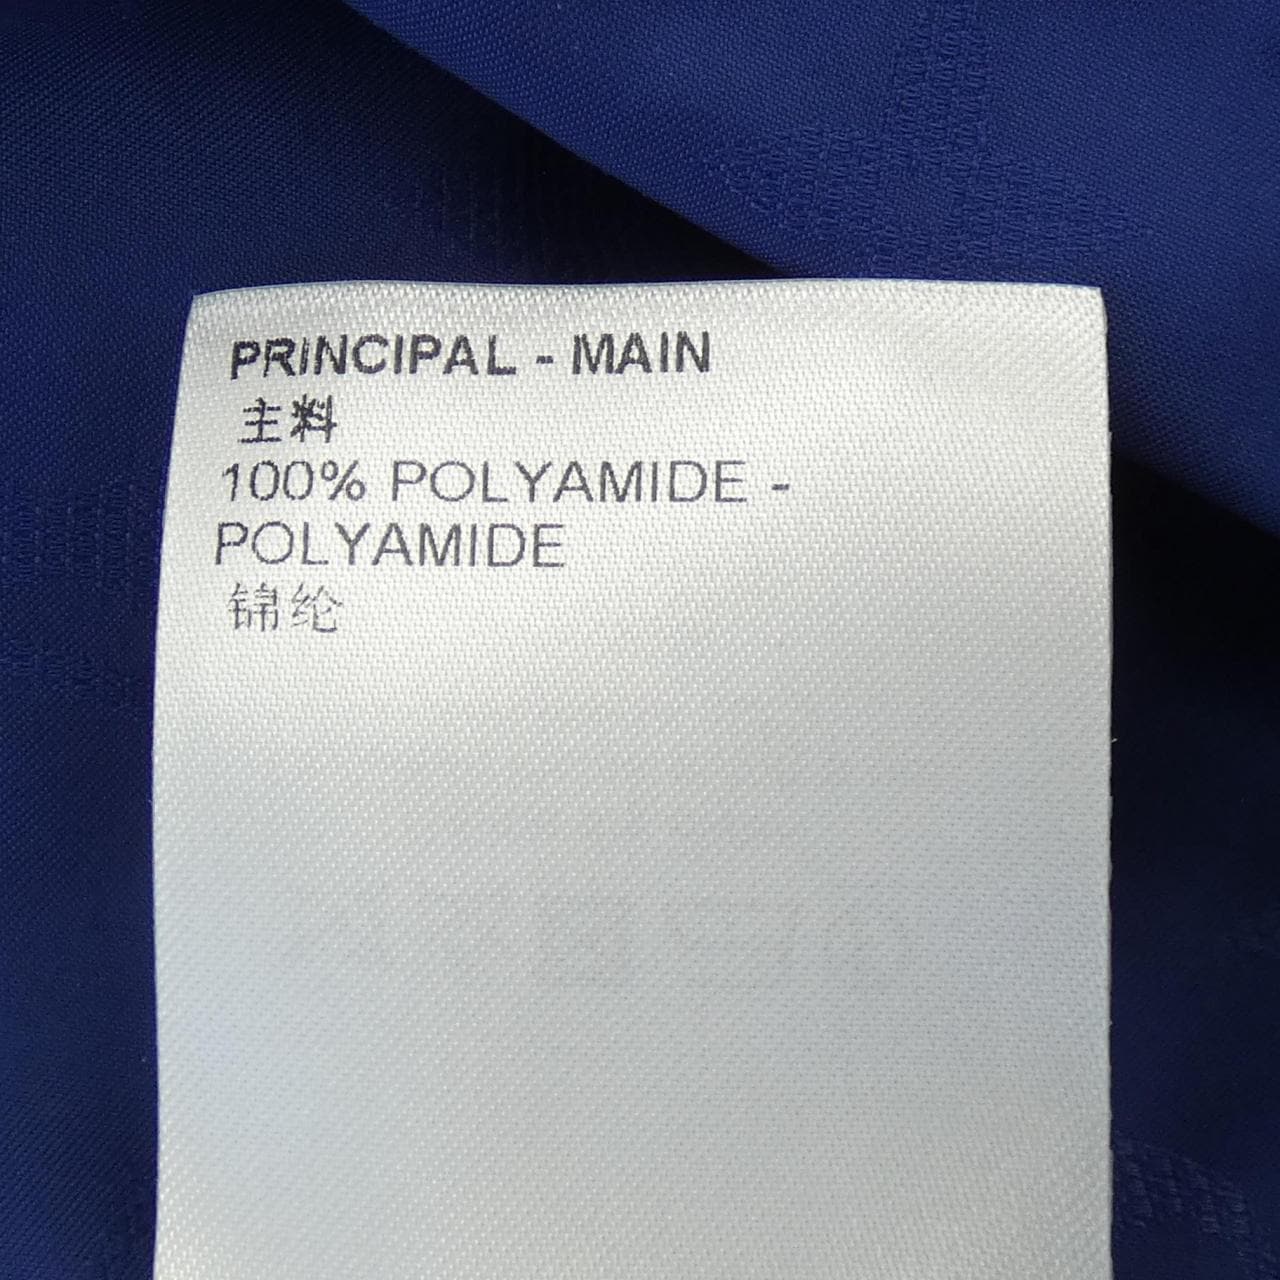 PRINCIPAL - MAIN
主料
100% POLYAMIDE -
POLYAMIDE
锦纶